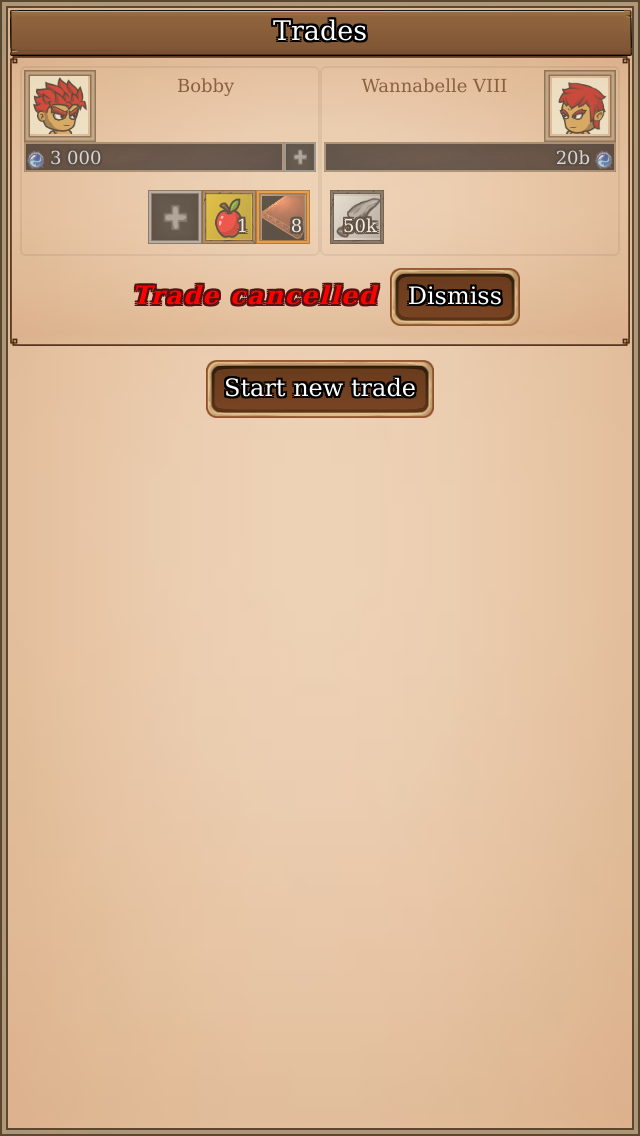 Trades
Bobby
Wannabelle VIII
3 000
20b
1
8
50k
Trade cancelled
Dismiss
Start new trade